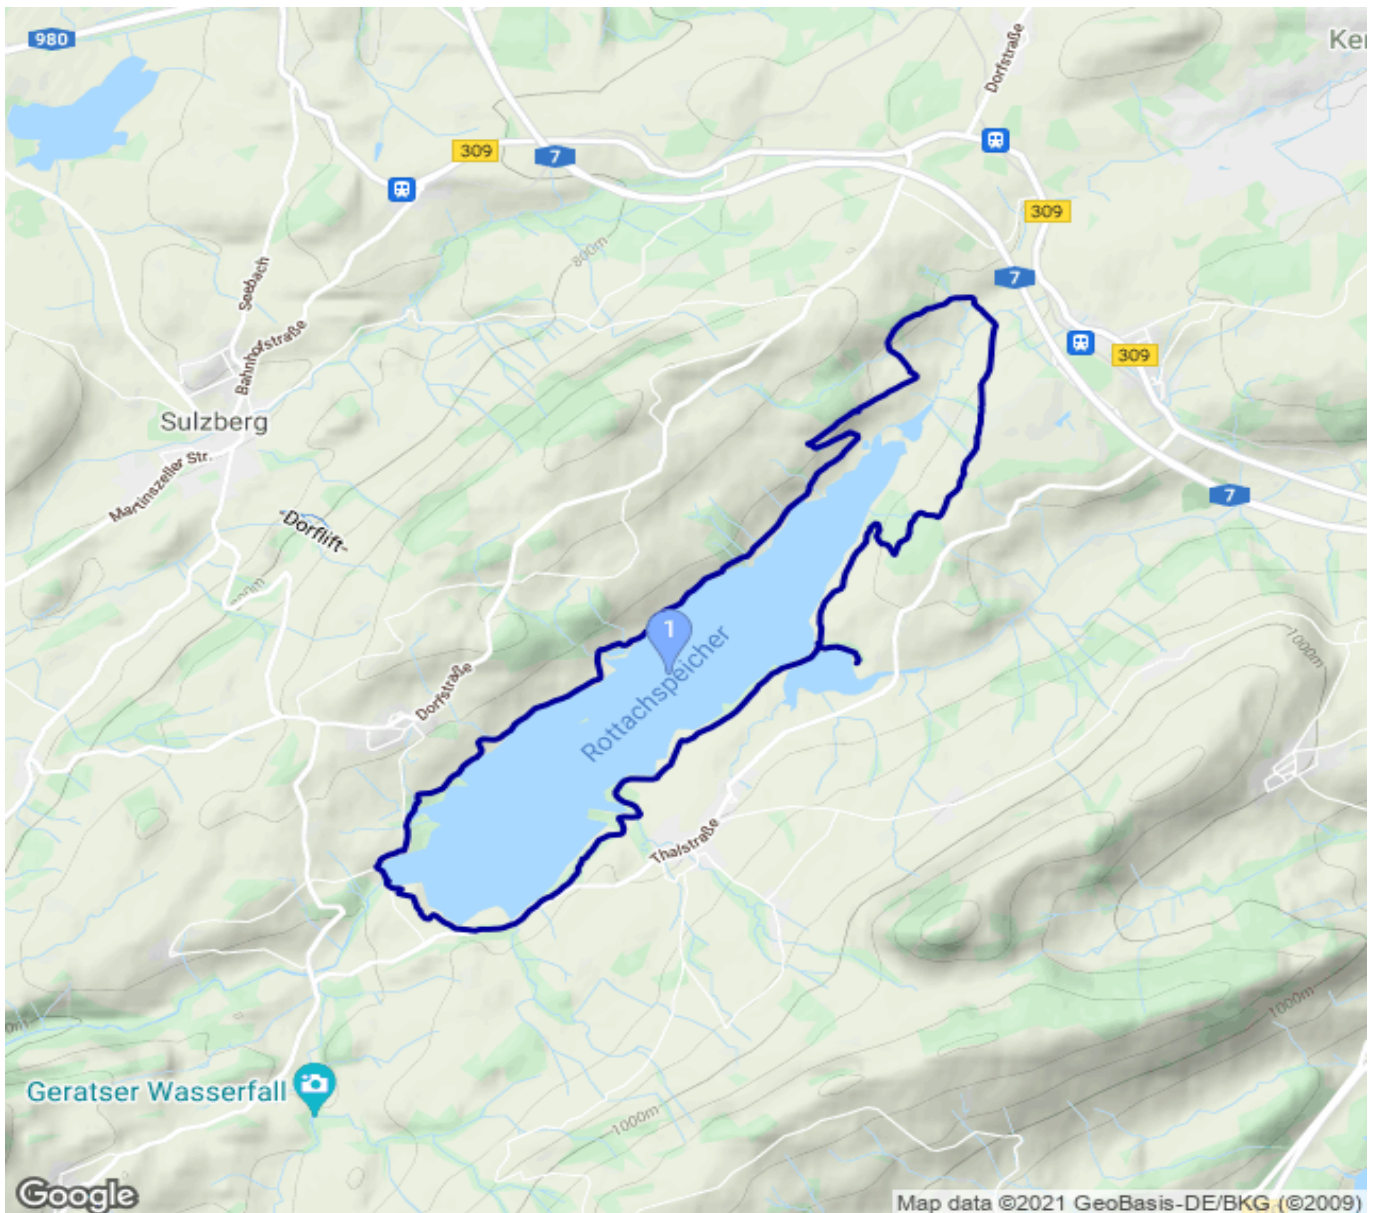 980
Dorfstraße
309
7
309
800m
7
Seebach
Bahnhofstraße
309
Sulzberg
Martinszeller Str.
7
Dorflift
1
1000m
Rottachspeicher
Dorfstraße
Thalstraße
1000m
Geratser Wasserfall
1000m
Google
Map data ©2021 GeoBasis-DE/BKG (©2009)